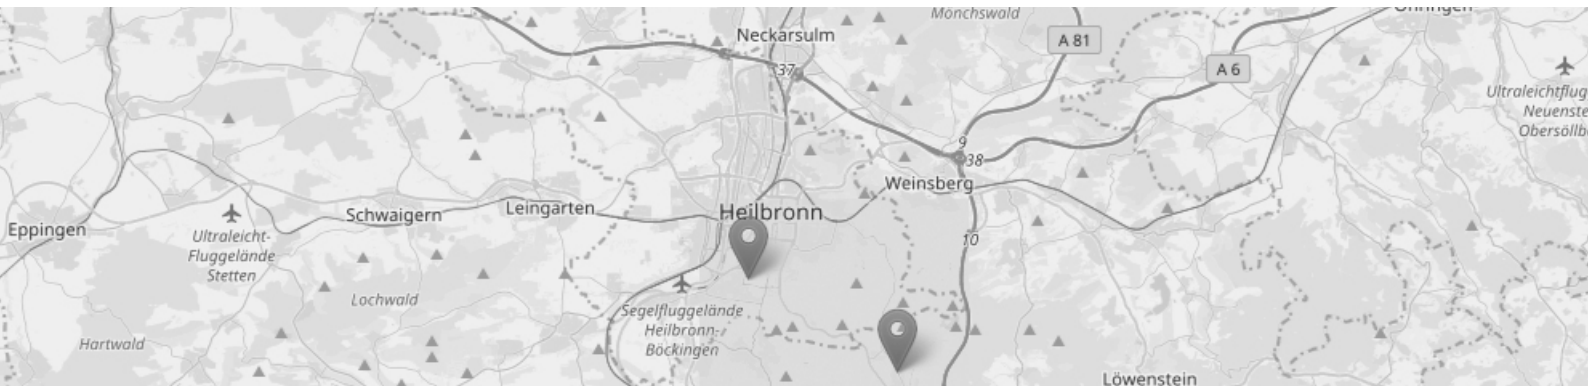 Mönchswald
Öhringen
Neckarsulm
A 81
A 6
37
Ultraleichtflug
Neuenste
Obersöllb
9
38
Weinsberg
Eppingen
Schwaigern
Leingarten
Heilbronn
Ultraleicht-
Fluggelände
Stetten
10
Lochwald
Segelfluggelände
Heilbronn-
Böckingen
Hartwald
Löwenstein